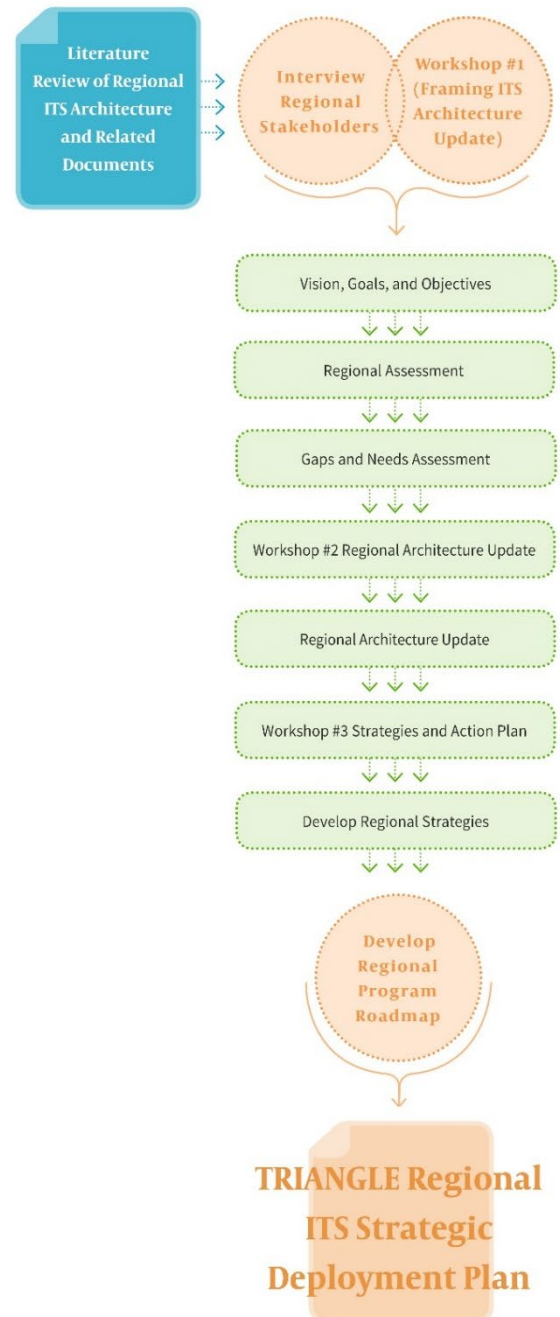 Literature
Review of Regional
ITS Architecture
and Related
Documents
Interview
Regional
Stakeholders
Workshop #1
(Framing ITS
Architecture
Update)
Vision, Goals, and Objectives
Regional Assessment
Gaps and Needs Assessment
Workshop #2 Regional Architecture Update
Regional Architecture Update
Workshop #3 Strategies and Action Plan
Develop Regional Strategies
Develop
Regional
Program
Roadmap
TRIANGLE Regional
ITS Strategic
Deployment Plan